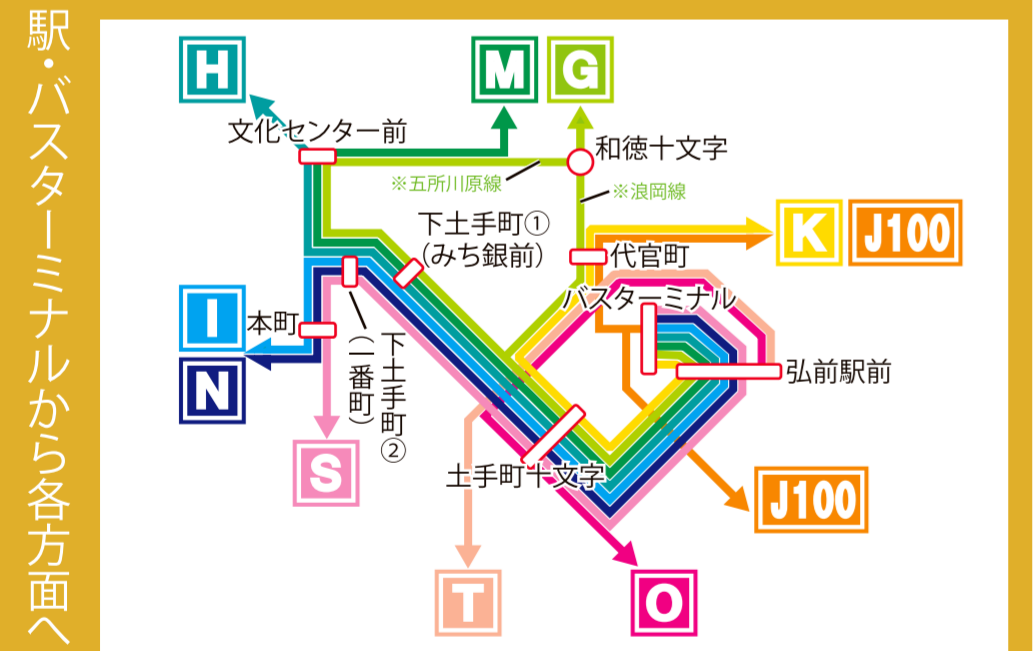 駅・バスターミナルから各方面へ
H
M
G
文化センター前
和徳十文字
※五所川原線
※浪岡線
下土手町①
(みち銀前)
代官町
K
J100
バスターミナル
I
本町
下土手町②
(一番町)
弘前駅前
N
S
土手町十文字
J100
T
O